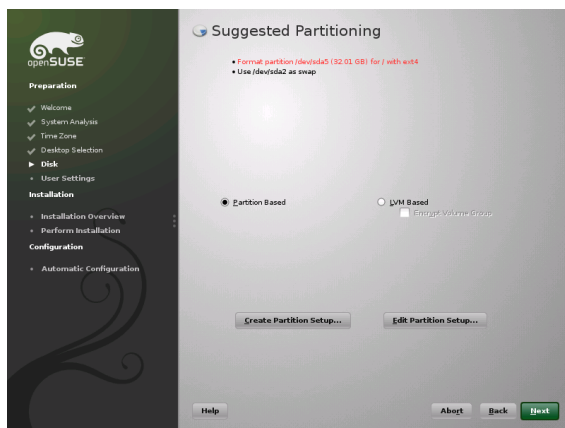 openSUSE
Preparation
Welcome
System Analysis
Time Zone
Desktop Selection
Disk
User Settings
Installation
Installation Overview
Perform Installation
Configuration
Automatic Configuration
Suggested Partitioning
Format partition /dev/sda5 (32.01 GB) for / with ext4
Use /dev/sda2 as swap
Partition Based
LVM Based
Encrypt Volume Group
Create Partition Setup...
Edit Partition Setup...
Help
Abort
Back
Next